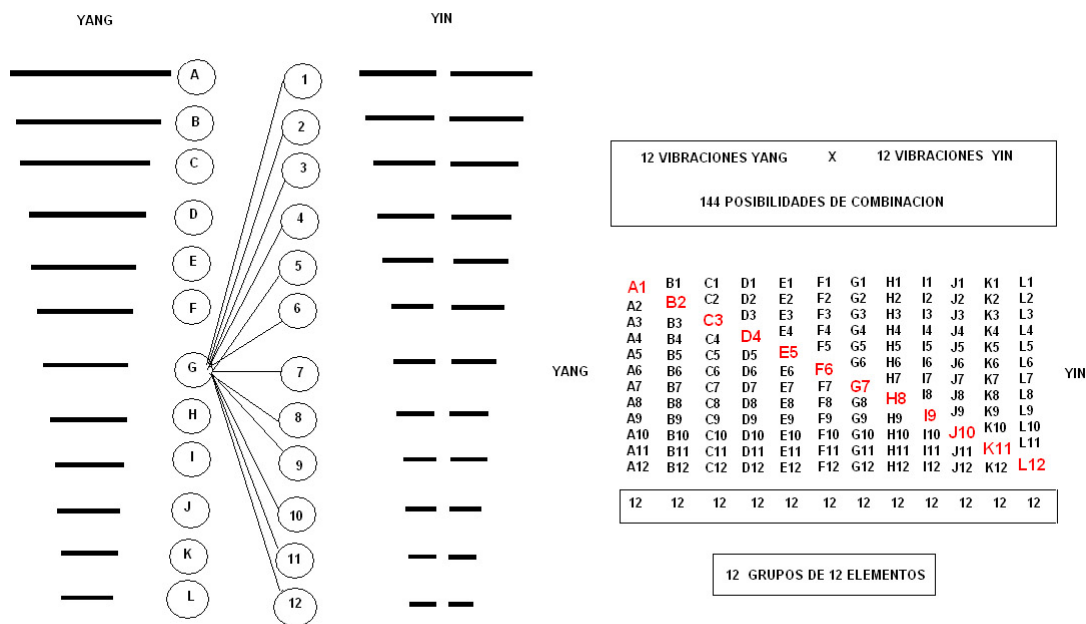 YANG YIN
A 1
B 2
C 3
D 4
E 5
F 6
G 7
H 8
I 9
J 10
K 11
L 12
12 VIBRACIONES YANG X 12 VIBRACIONES YIN
144 POSIBILIDADES DE COMBINACION
A1 B1 C1 D1 E1 F1 G1 H1 I1 J1 K1 L1
A2 B2 C2 D2 E2 F2 G2 H2 I2 J2 K2 L2
A3 B3 C3 D3 E3 F3 G3 H3 I3 J3 K3 L3
A4 B4 C4 D4 E4 F4 G4 H4 I4 J4 K4 L4
A5 B5 C5 D5 E5 F5 G5 H5 I5 J5 K5 L5
A6 B6 C6 D6 E6 F6 G6 H6 I6 J6 K6 L6
YANG YIN
A7 B7 C7 D7 E7 F7 G7 H7 I7 J7 K7 L7
A8 B8 C8 D8 E8 F8 G8 H8 I8 J8 K8 L8
A9 B9 C9 D9 E9 F9 G9 H9 I9 J9 K9 L9
A10 B10 C10 D10 E10 F10 G10 H10 I10 J10 K10 L10
A11 B11 C11 D11 E11 F11 G11 H11 I11 J11 K11 L11
A12 B12 C12 D12 E12 F12 G12 H12 I12 J12 K12 L12
12 12 12 12 12 12 12 12 12 12 12 12
12 GRUPOS DE 12 ELEMENTOS